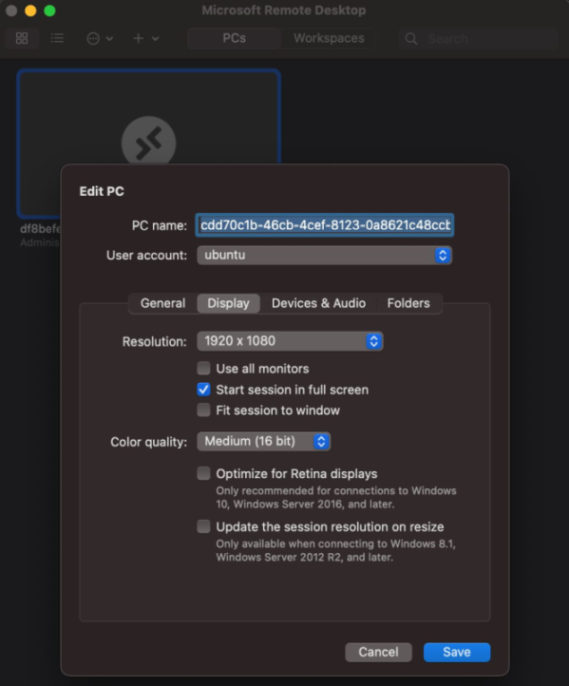 Microsoft Remote Desktop
PCs Workspaces Search
df8befe
Adminis
Edit PC
PC name: cdd70c1b-46cb-4cef-8123-0a8621c48ccb
User account: ubuntu
General Display Devices & Audio Folders
Resolution: 1920 x 1080
Use all monitors
Start session in full screen
Fit session to window
Color quality: Medium (16 bit)
Optimize for Retina displays
Only recommended for connections to Windows
10, Windows Server 2016, and later.
Update the session resolution on resize
Only available when connecting to Windows 8.1,
Windows Server 2012 R2, and later.
Cancel Save